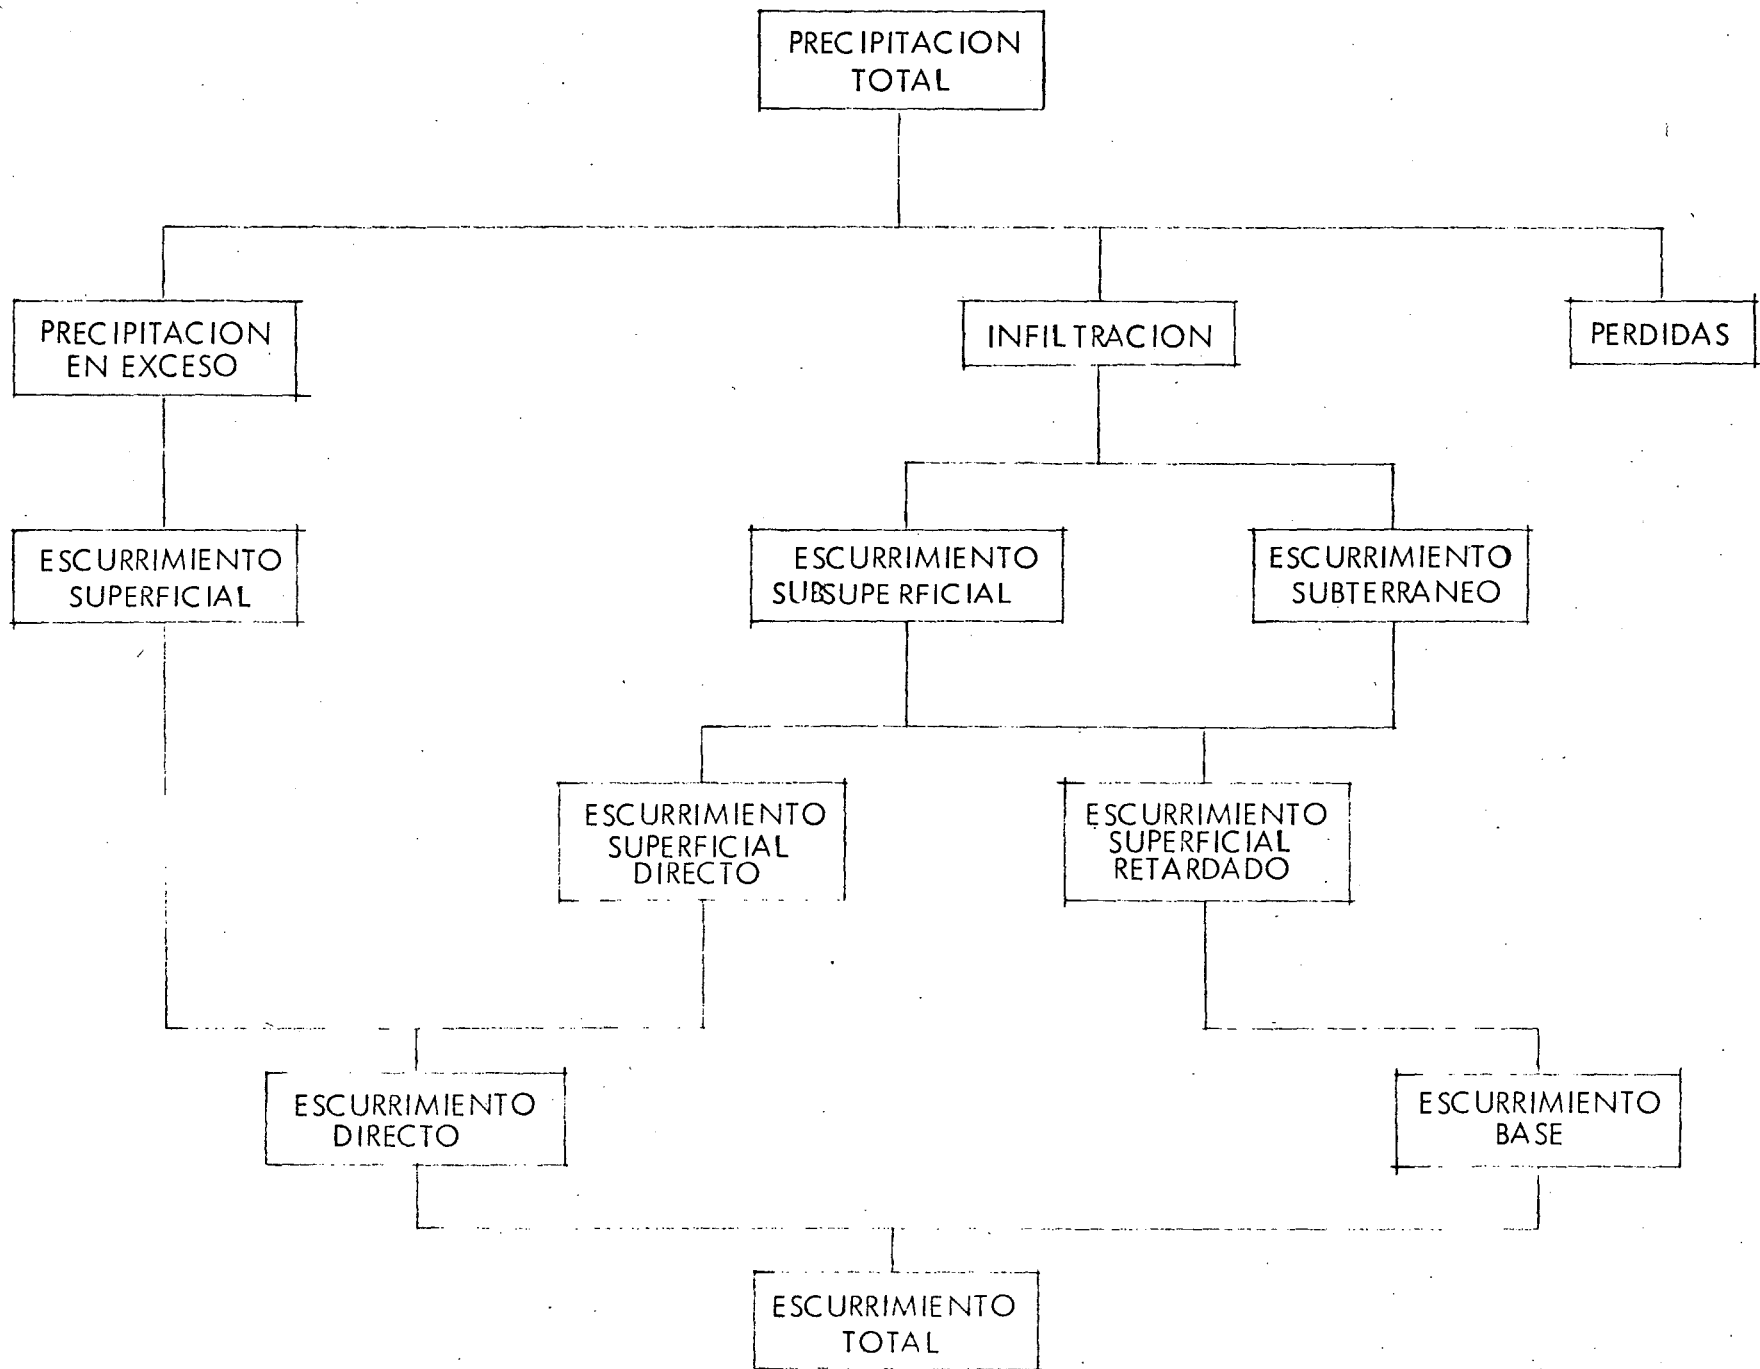 PRECIPITACION
TOTAL
PRECIPITACION
EN EXCESO
INFILTRACION
PERDIDAS
ESCURRIMIENTO
SUPERFICIAL
ESCURRIMIENTO
SUBSUPERFICIAL
ESCURRIMIENTO
SUBTERRANEO
ESCURRIMIENTO
SUPERFICIAL
DIRECTO
ESCURRIMIENTO
SUPERFICIAL
RETARDADO
ESCURRIMIENTO
DIRECTO
ESCURRIMIENTO
BASE
ESCURRIMIENTO
TOTAL